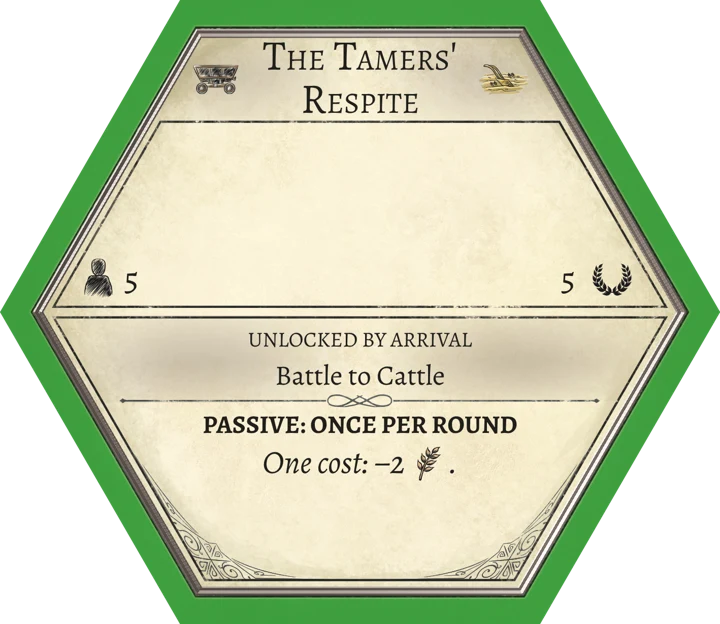 The Tamers'
Respite
5
5
UNLOCKED BY ARRIVAL
Battle to Cattle
PASSIVE: ONCE PER ROUND
One cost: –2 .